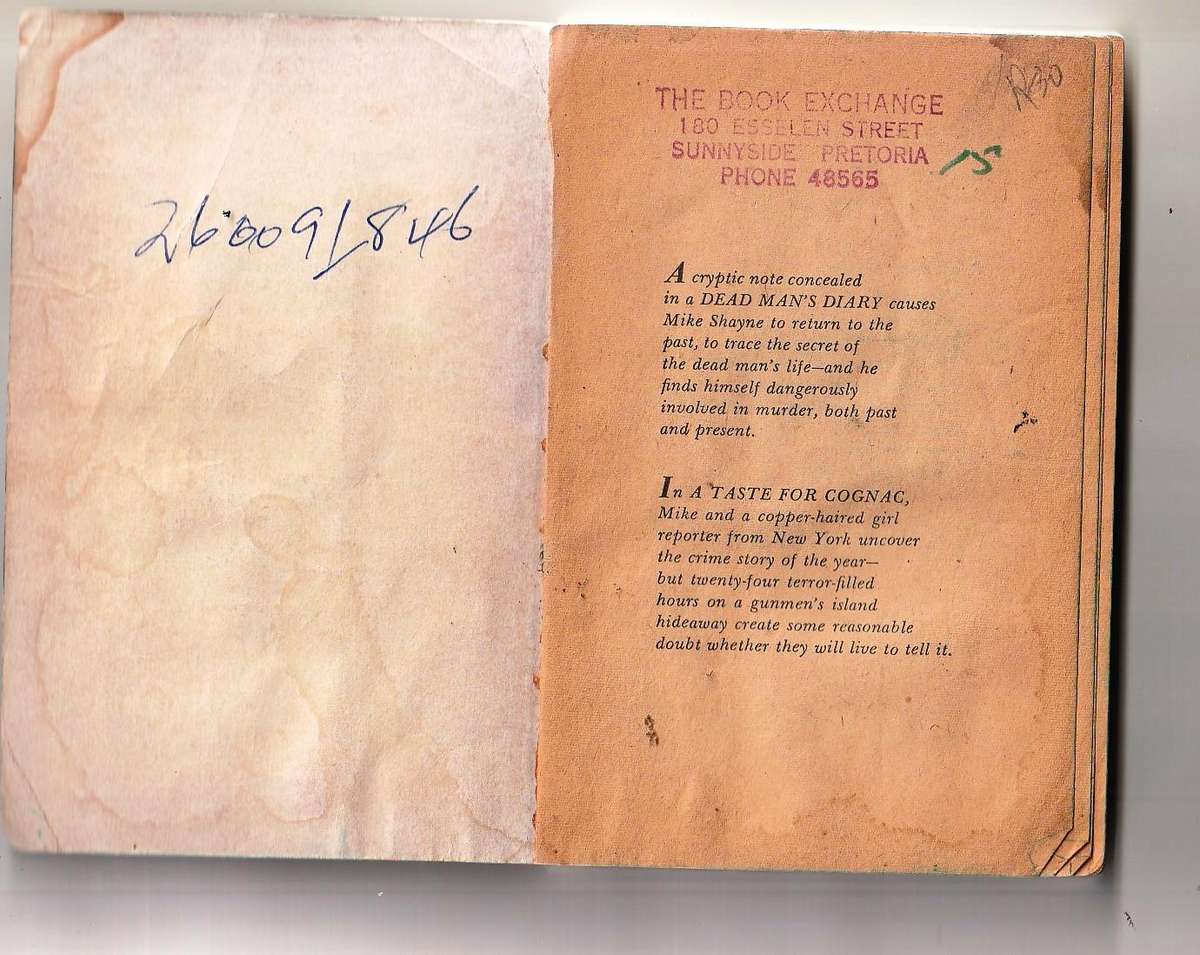 260091846
R30
THE BOOK EXCHANGE
180 ESSELEN STREET
SUNNYSIDE PRETORIA
PHONE 48565
15
A cryptic note concealed
in a DEAD MAN'S DIARY causes
Mike Shayne to return to the
past, to trace the secret of
the dead man's life—and he
finds himself dangerously
involved in murder, both past
and present.
In A TASTE FOR COGNAC,
Mike and a copper-haired girl
reporter from New York uncover
the crime story of the year—
but twenty-four terror-filled
hours on a gunmen's island
hideaway create some reasonable
doubt whether they will live to tell it.